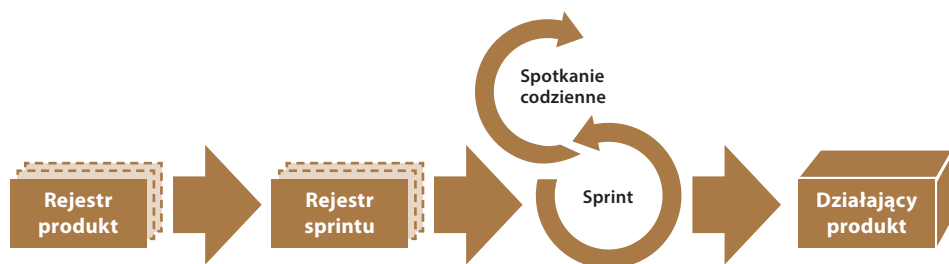 Rejestr
produkt
Rejestr
sprintu
Spotkanie
codzienne
Sprint
Działający
produkt